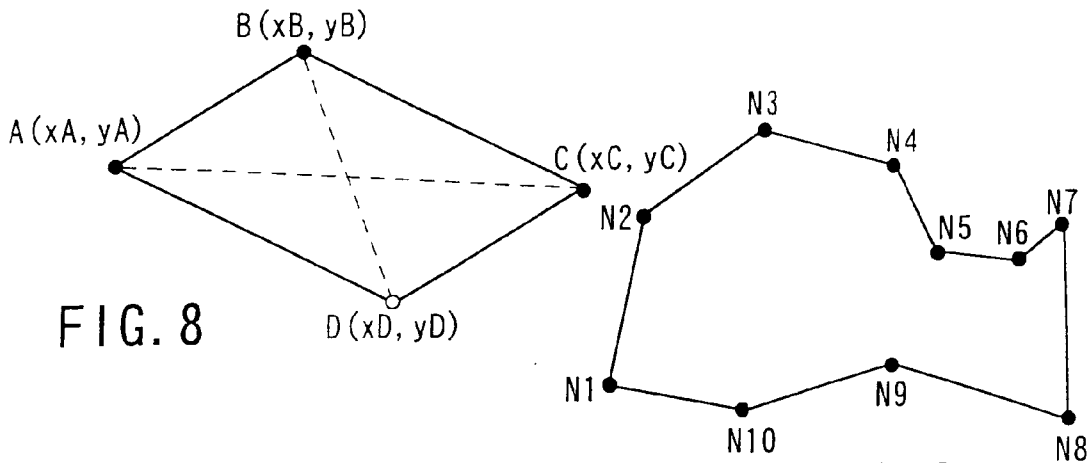 B(xB, yB)
A(xA, yA)
C(xC, yC)
D(xD, yD)
FIG. 8
N3
N4
N2
N7
N5
N6
N1
N9
N10
N8